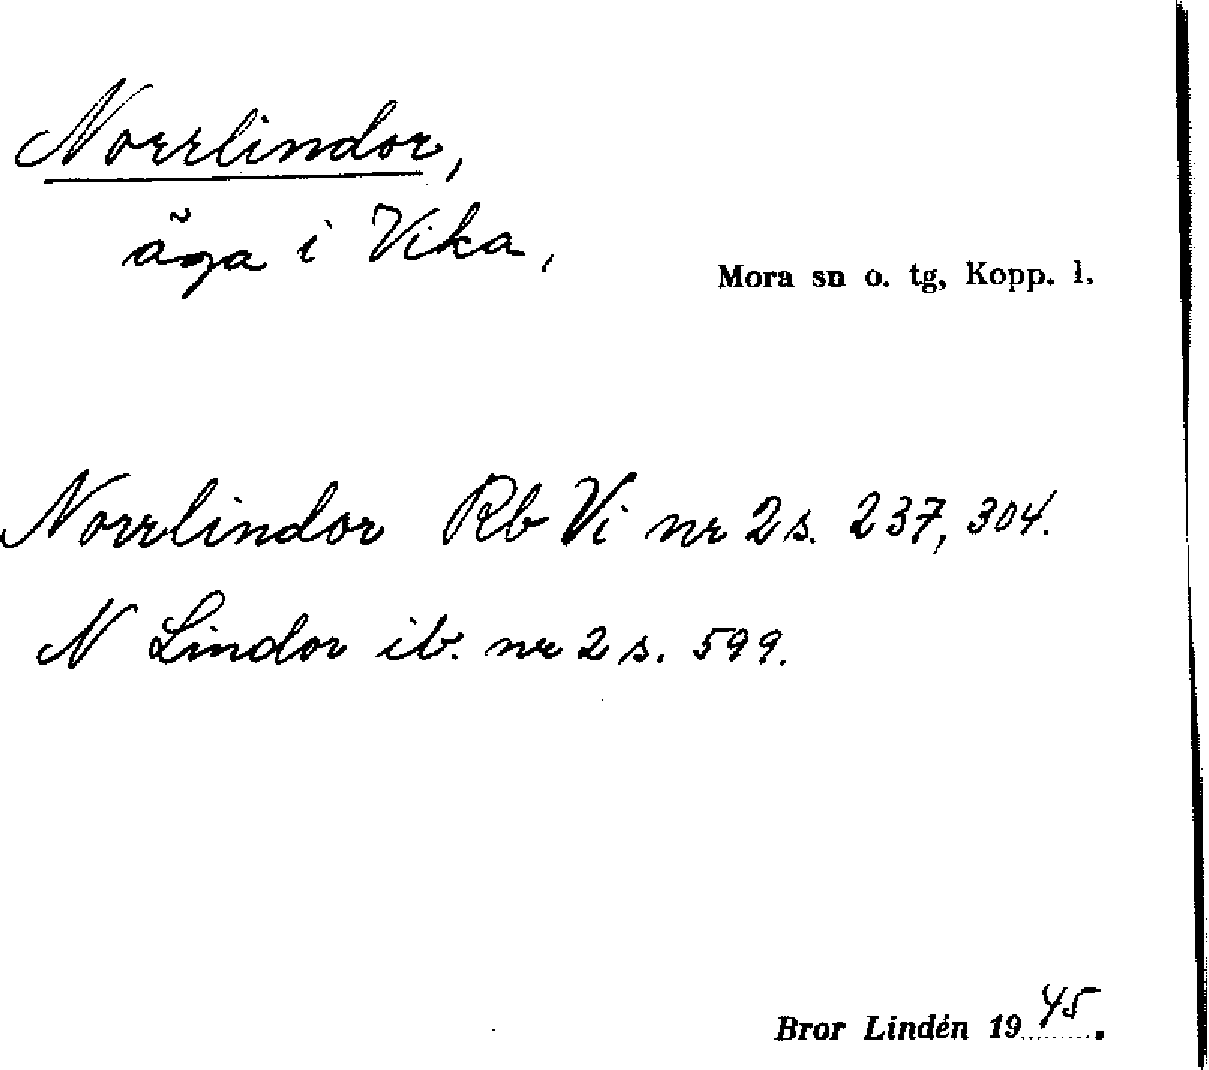 Norrlindor,
äga i Vika,
Mora sn o. tg, Kopp. l.
Norrlindor Rb Vi nr 2 s. 237, 304.
N Lindor ib. nr 2 s. 599.
Bror Lindén 1945.